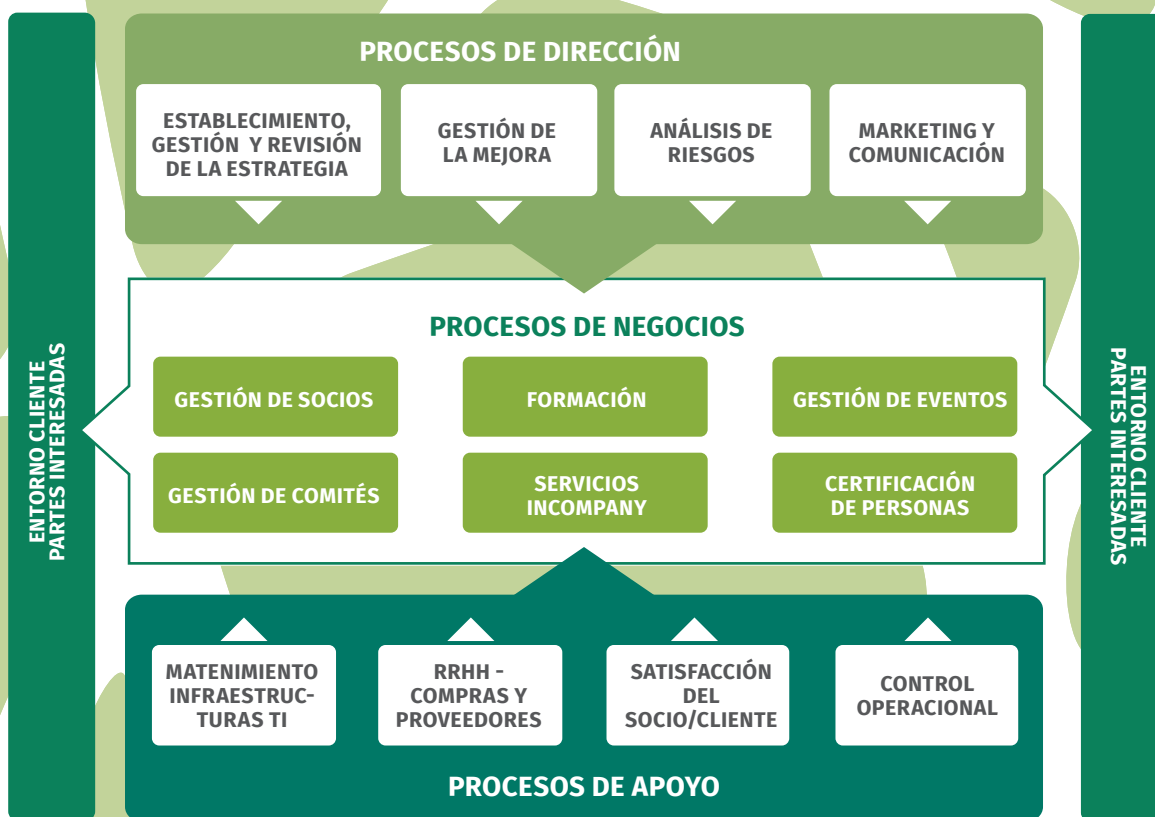 PROCESOS DE DIRECCIÓN
ESTABLECIMIENTO,
GESTIÓN Y REVISIÓN
DE LA ESTRATEGIA
GESTIÓN DE
LA MEJORA
ANÁLISIS DE
RIESGOS
MARKETING Y
COMUNICACIÓN
ENTORNO CLIENTE
PARTES INTERESADAS
PROCESOS DE NEGOCIOS
GESTIÓN DE SOCIOS
FORMACIÓN
GESTIÓN DE EVENTOS
GESTIÓN DE COMITÉS
SERVICIOS
INCOMPANY
CERTIFICACIÓN
DE PERSONAS
ENTORNO CLIENTE
PARTES INTERESADAS
MATENIMIENTO
INFRAESTRUC-
TURAS TI
RRHH -
COMPRAS Y
PROVEEDORES
SATISFACCIÓN
DEL
SOCIO/CLIENTE
CONTROL
OPERACIONAL
PROCESOS DE APOYO